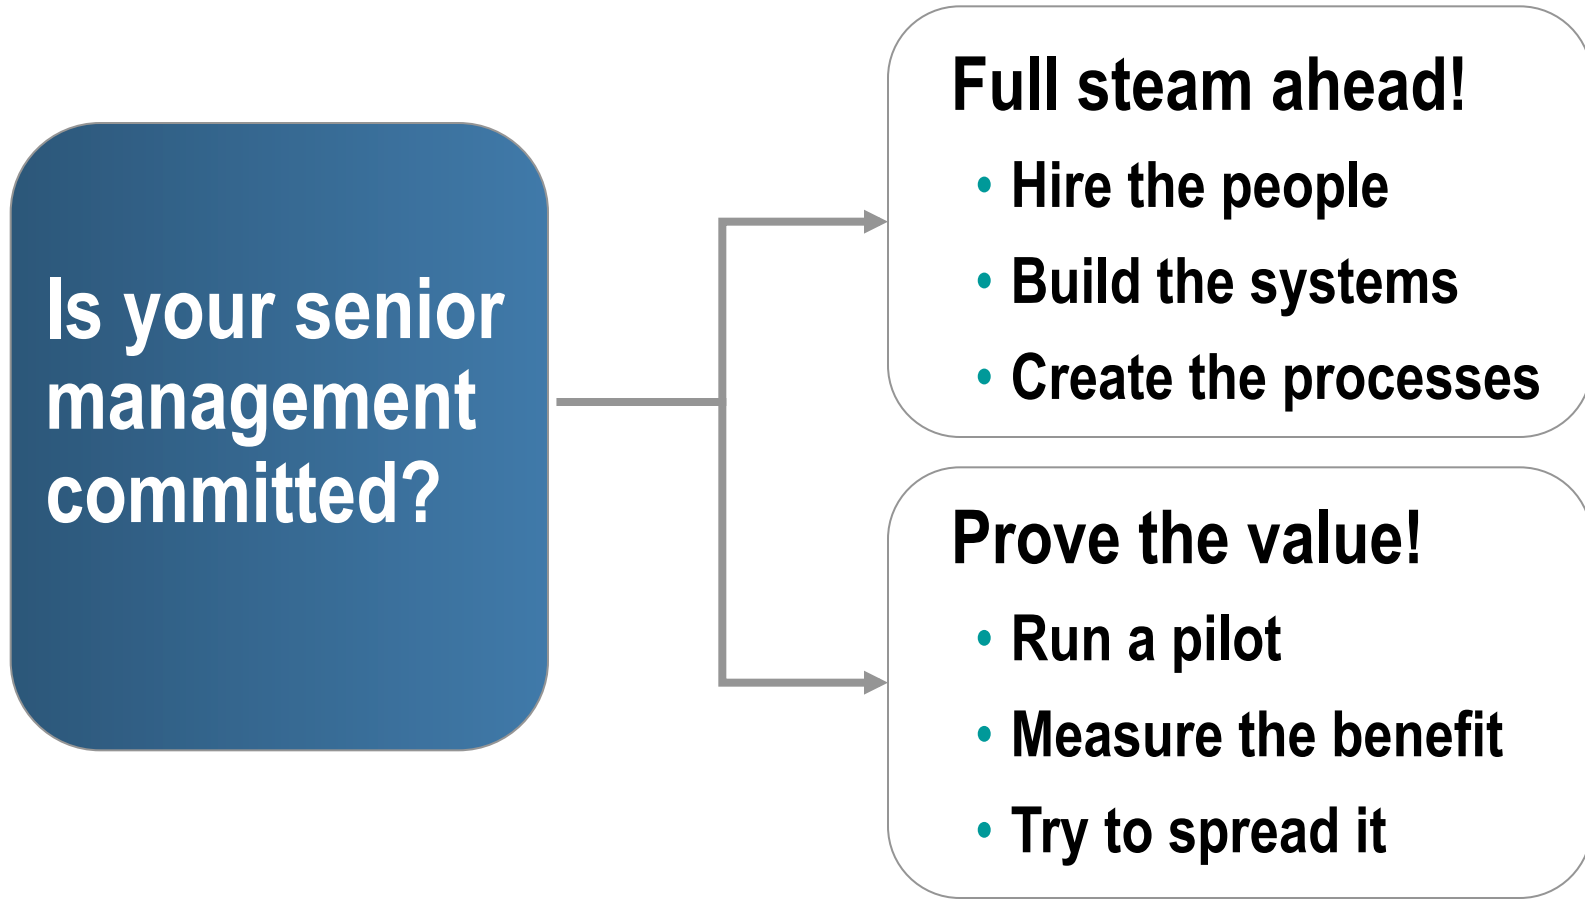 Is your senior
management
committed?
Full steam ahead!
• Hire the people
• Build the systems
• Create the processes
Prove the value!
• Run a pilot
• Measure the benefit
• Try to spread it